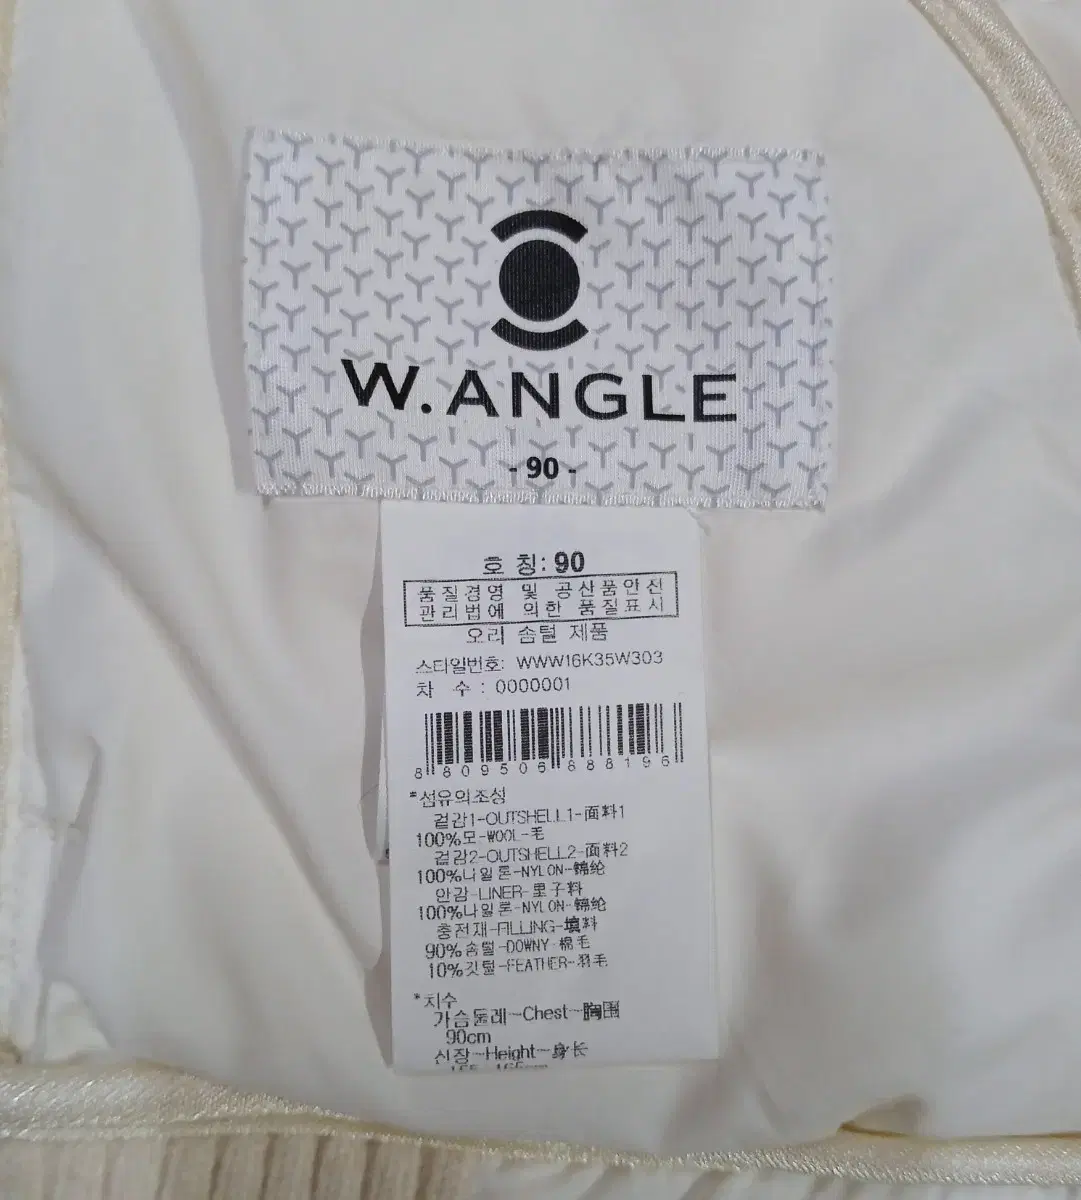 W.ANGLE
- 90 -
호 칭: 90
품질경영 및 공산품안전
관리법에 의한 품질표시
오리 솜털 제품
스타일번호: WWW16K35W303
차 수 : 0000001
8809506888196
*섬유의조성
겉감1-OUTSHELL1-面料1
100%모-WOOL-毛
겉감2-OUTSHELL2-面料2
100%나일론-NYLON-锦纶
안감-LINER-里子料
100%나일론-NYLON-锦纶
충전재-FILLING-填料
90%솜털-DOWNY-棉毛
10%깃털-FEATHER-羽毛
*치수
가슴둘레-Chest-胸围
90cm
신장-Height-身长